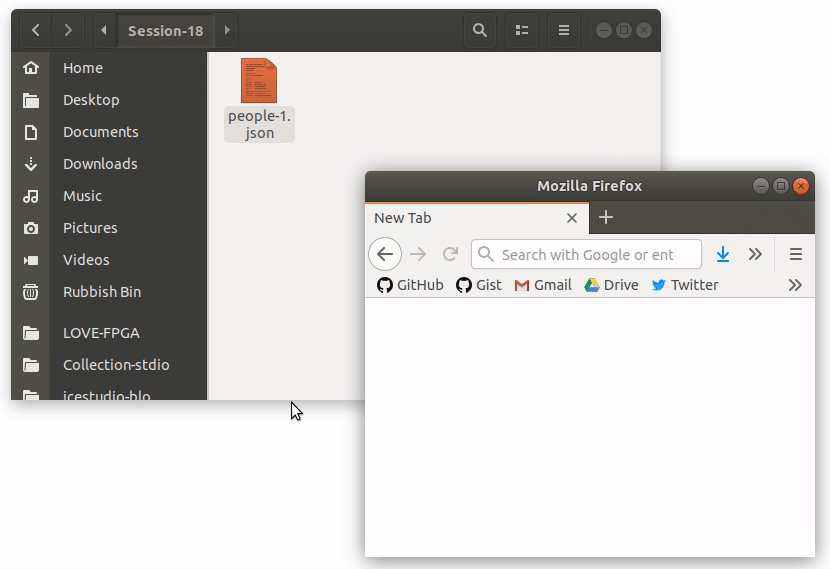 Session-18
Home
Desktop
Documents
Downloads
Music
Pictures
Videos
Rubbish Bin
LOVE-FPGA
Collection-stdio
icestudio-blo
people-1.
json
Mozilla Firefox
New Tab
Search with Google or ent
GitHub Gist Gmail Drive Twitter